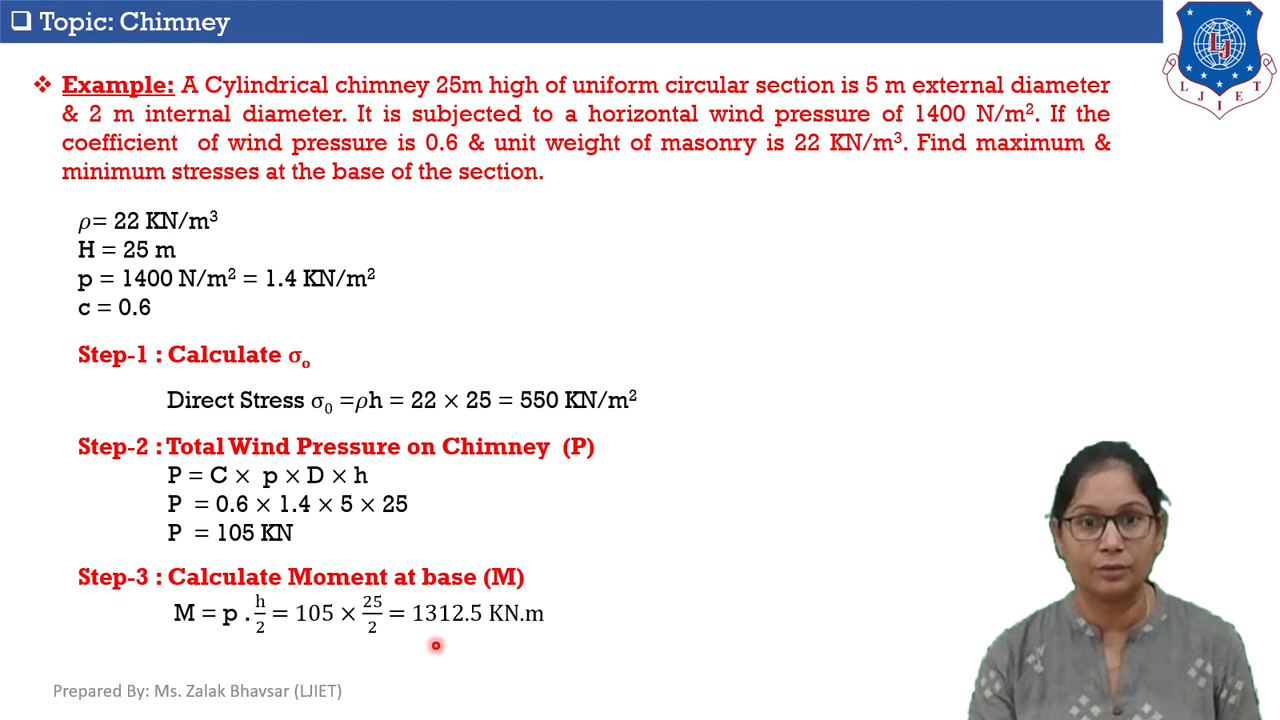 ❑ Topic: Chimney
LJ
L J I E T
❖ Example: A Cylindrical chimney 25m high of uniform circular section is 5 m external diameter
& 2 m internal diameter. It is subjected to a horizontal wind pressure of 1400 N/m². If the
coefficient of wind pressure is 0.6 & unit weight of masonry is 22 KN/m³. Find maximum &
minimum stresses at the base of the section.
ρ= 22 KN/m³
H = 25 m
p = 1400 N/m² = 1.4 KN/m²
c = 0.6
Step-1 : Calculate σₒ
Direct Stress σ₀ =ρh = 22 × 25 = 550 KN/m²
Step-2 : Total Wind Pressure on Chimney (P)
P = C × p × D × h
P = 0.6 × 1.4 × 5 × 25
P = 105 KN
Step-3 : Calculate Moment at base (M)
M = p . h/2 = 105 × 25/2 = 1312.5 KN.m
Prepared By: Ms. Zalak Bhavsar (LJIET)